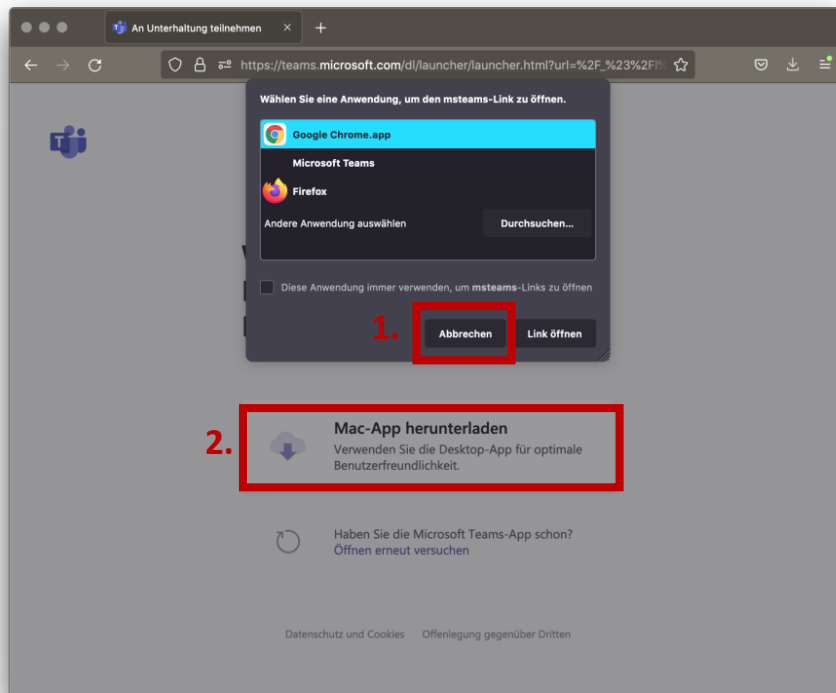 An Unterhaltung teilnehmen
https://teams.microsoft.com/dl/launcher/launcher.html?url=%2F_%23%2Fl
Wählen Sie eine Anwendung, um den msteams-Link zu öffnen.
Google Chrome.app
Microsoft Teams
Firefox
Andere Anwendung auswählen Durchsuchen...
Diese Anwendung immer verwenden, um msteams-Links zu öffnen
1. Abbrechen Link öffnen
2. Mac-App herunterladen
Verwenden Sie die Desktop-App für optimale
Benutzerfreundlichkeit.
Haben Sie die Microsoft Teams-App schon?
Öffnen erneut versuchen
Datenschutz und Cookies Offenlegung gegenüber Dritten